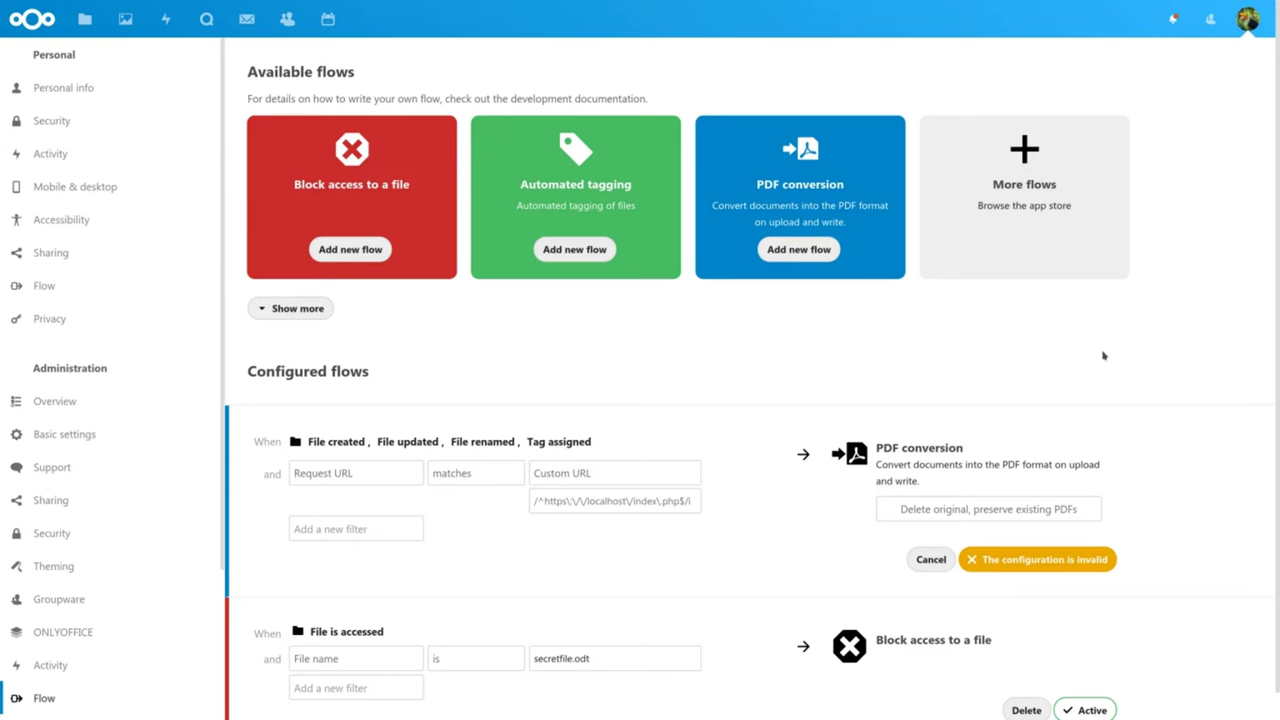 Personal
Personal info
Security
Activity
Mobile & desktop
Accessibility
Sharing
Flow
Privacy
Administration
Overview
Basic settings
Support
Sharing
Security
Theming
Groupware
ONLYOFFICE
Activity
Flow
Available flows
For details on how to write your own flow, check out the development documentation.
Block access to a file
Add new flow
Automated tagging
Automated tagging of files
Add new flow
PDF conversion
Convert documents into the PDF format
on upload and write.
Add new flow
More flows
Browse the app store
Show more
Configured flows
When File created , File updated , File renamed , Tag assigned
and Request URL matches Custom URL
/^https\:\/\/localhost\/index\.php$/i
Add a new filter
PDF conversion
Convert documents into the PDF format on upload
and write.
Delete original, preserve existing PDFs
Cancel The configuration is invalid
When File is accessed
and File name is secretfile.odt
Add a new filter
Block access to a file
Delete Active